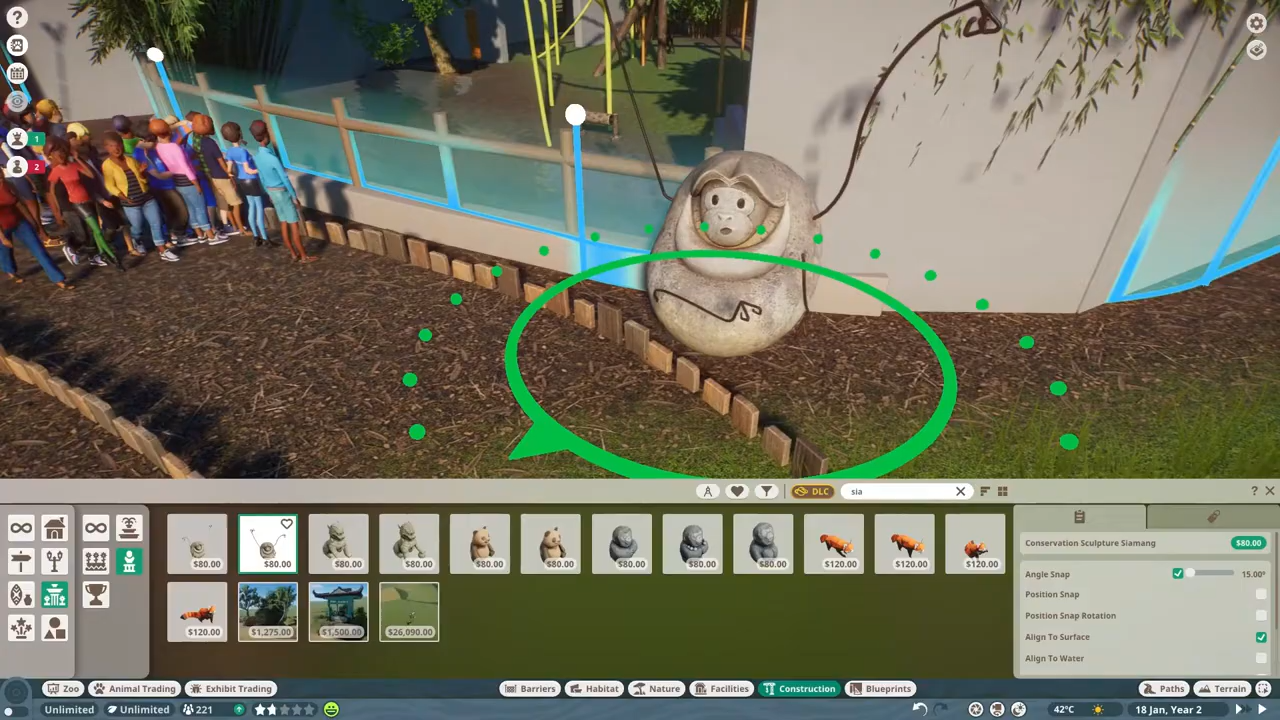 ?
1
2
DLC
sia
?
$80.00
$80.00
$80.00
$80.00
$80.00
$80.00
$80.00
$80.00
$80.00
$120.00
$120.00
$120.00
$120.00
$1,275.00
$1,500.00
$26,090.00
Conservation Sculpture Siamang
$80.00
Angle Snap
15.00°
Position Snap
Position Snap Rotation
Align To Surface
Align To Water
Zoo
Animal Trading
Exhibit Trading
Barriers
Habitat
Nature
Facilities
Construction
Blueprints
Paths
Terrain
Unlimited
Unlimited
221
42°C
18 Jan, Year 2